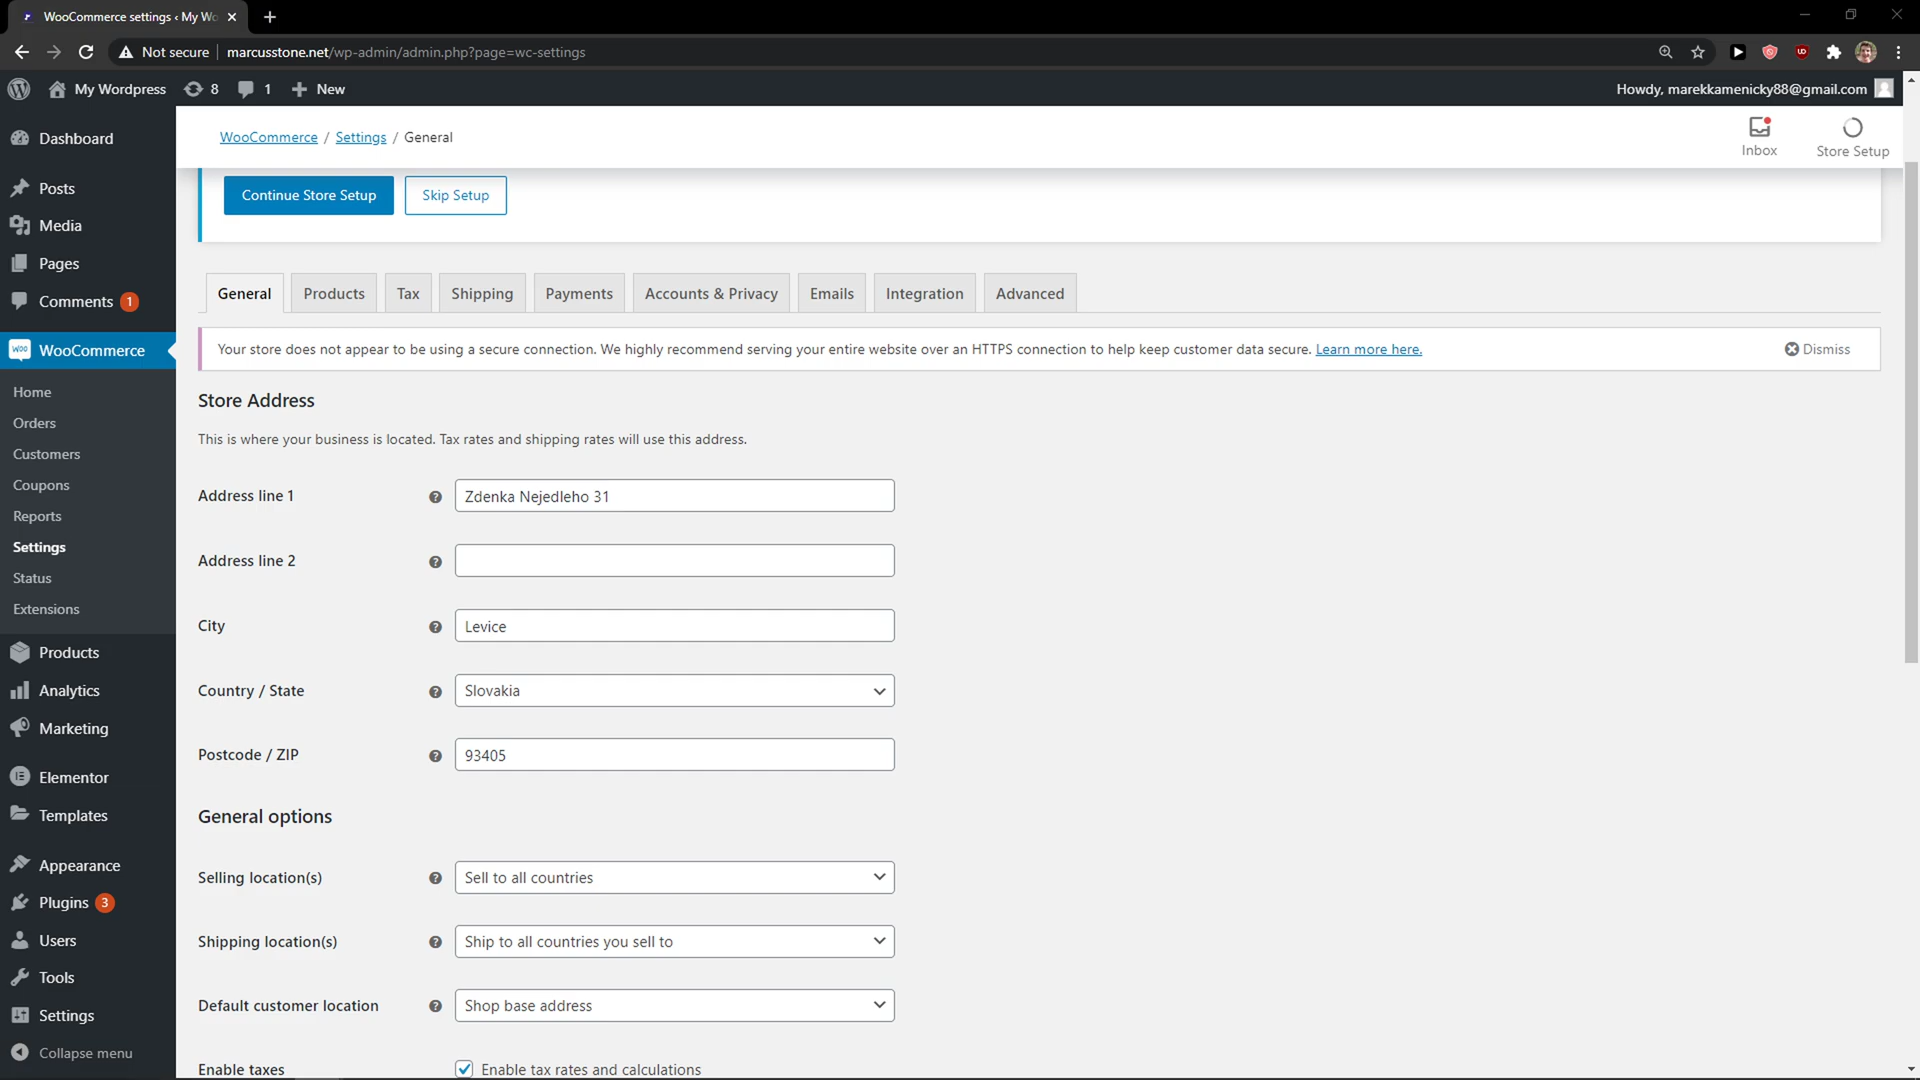 WooCommerce settings ‹ My Wo
Not secure
marcusstone.net/wp-admin/admin.php?page=wc-settings
My Wordpress
8
1
New
Howdy, marekkamenicky88@gmail.com
Dashboard
Posts
Media
Pages
Comments 1
WooCommerce
Home
Orders
Customers
Coupons
Reports
Settings
Status
Extensions
Products
Analytics
Marketing
Elementor
Templates
Appearance
Plugins 3
Users
Tools
Settings
Collapse menu
WooCommerce / Settings / General
Inbox
Store Setup
Continue Store Setup
Skip Setup
General
Products
Tax
Shipping
Payments
Accounts & Privacy
Emails
Integration
Advanced
Your store does not appear to be using a secure connection. We highly recommend serving your entire website over an HTTPS connection to help keep customer data secure. Learn more here.
Dismiss
Store Address
This is where your business is located. Tax rates and shipping rates will use this address.
Address line 1
Zdenka Nejedleho 31
Address line 2
City
Levice
Country / State
Slovakia
Postcode / ZIP
93405
General options
Selling location(s)
Sell to all countries
Shipping location(s)
Ship to all countries you sell to
Default customer location
Shop base address
Enable taxes
Enable tax rates and calculations